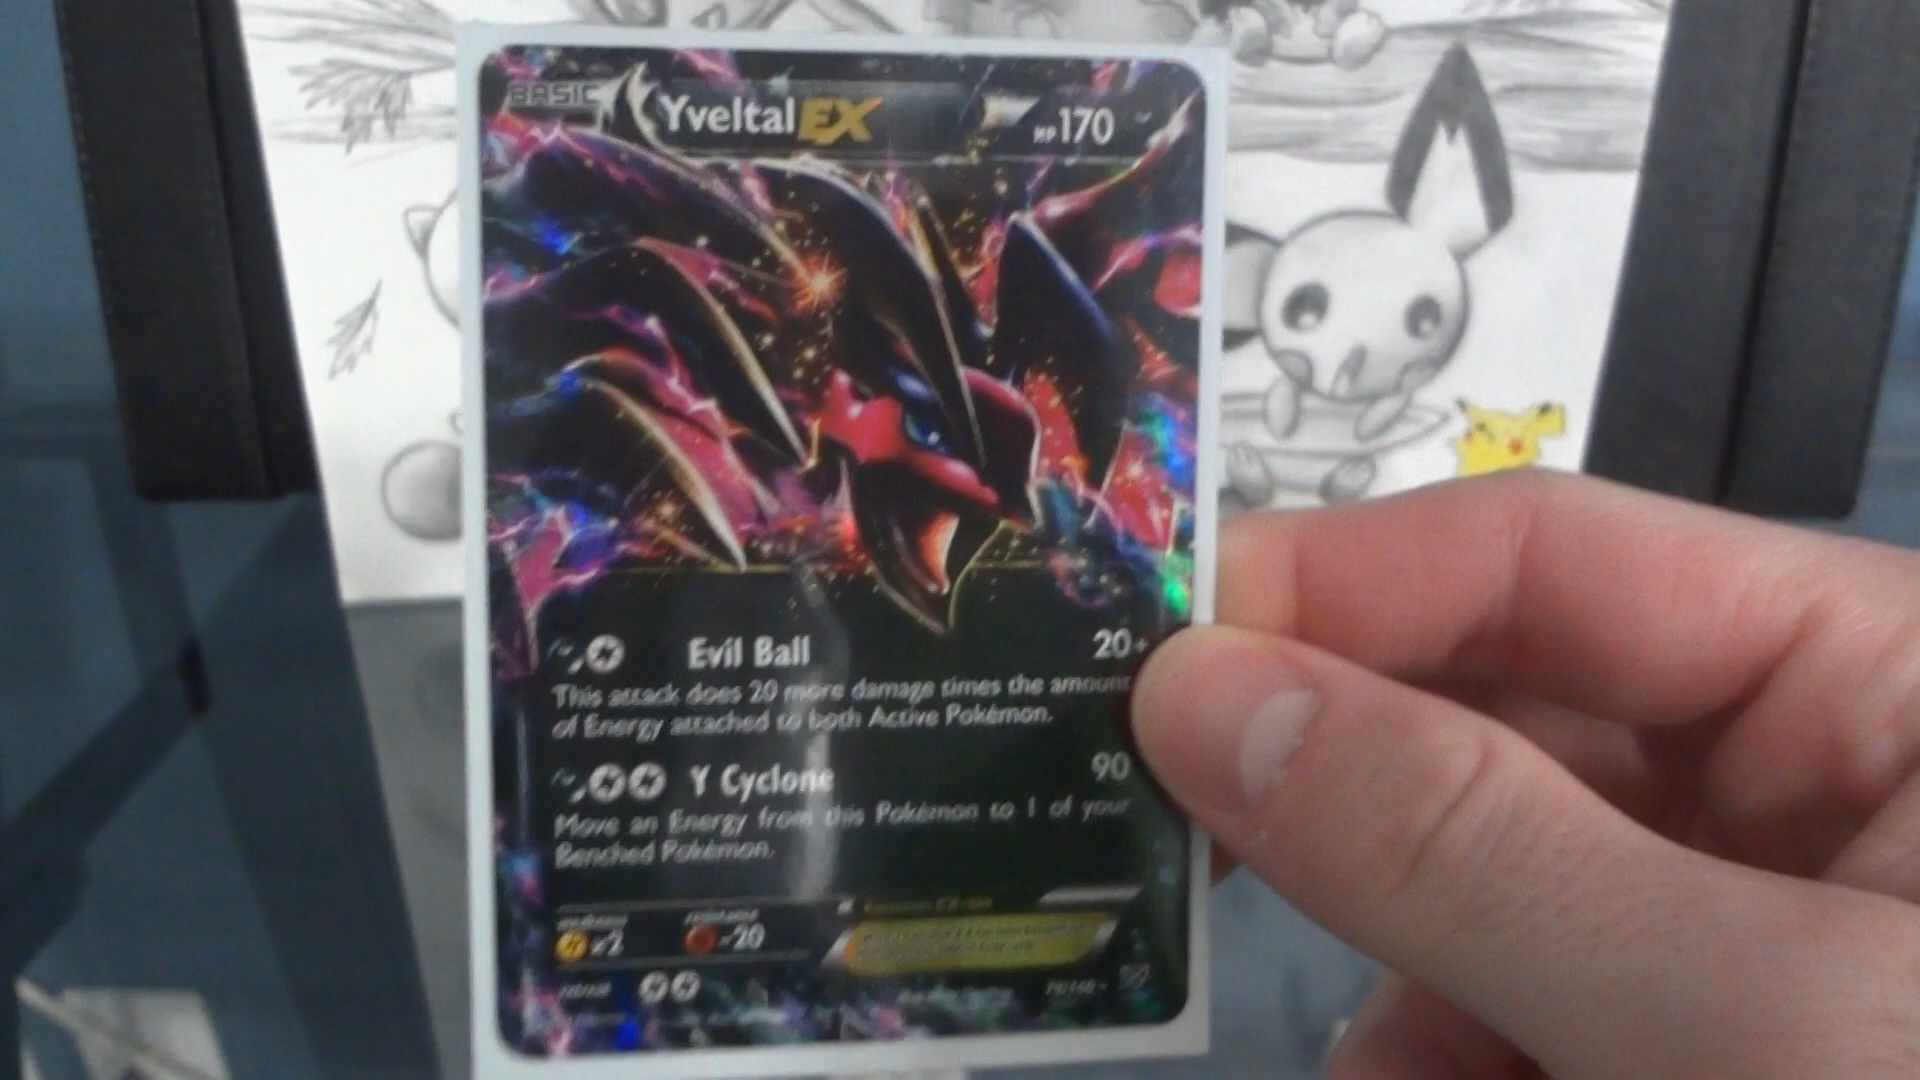 BASIC Yveltal EX HP 170
Evil Ball 20+
This attack does 20 more damage times the amount
of Energy attached to both Active Pokémon.
Y Cyclone 90
Move an Energy from this Pokémon to 1 of your
Benched Pokémon.
weakness resistance
×2 -20